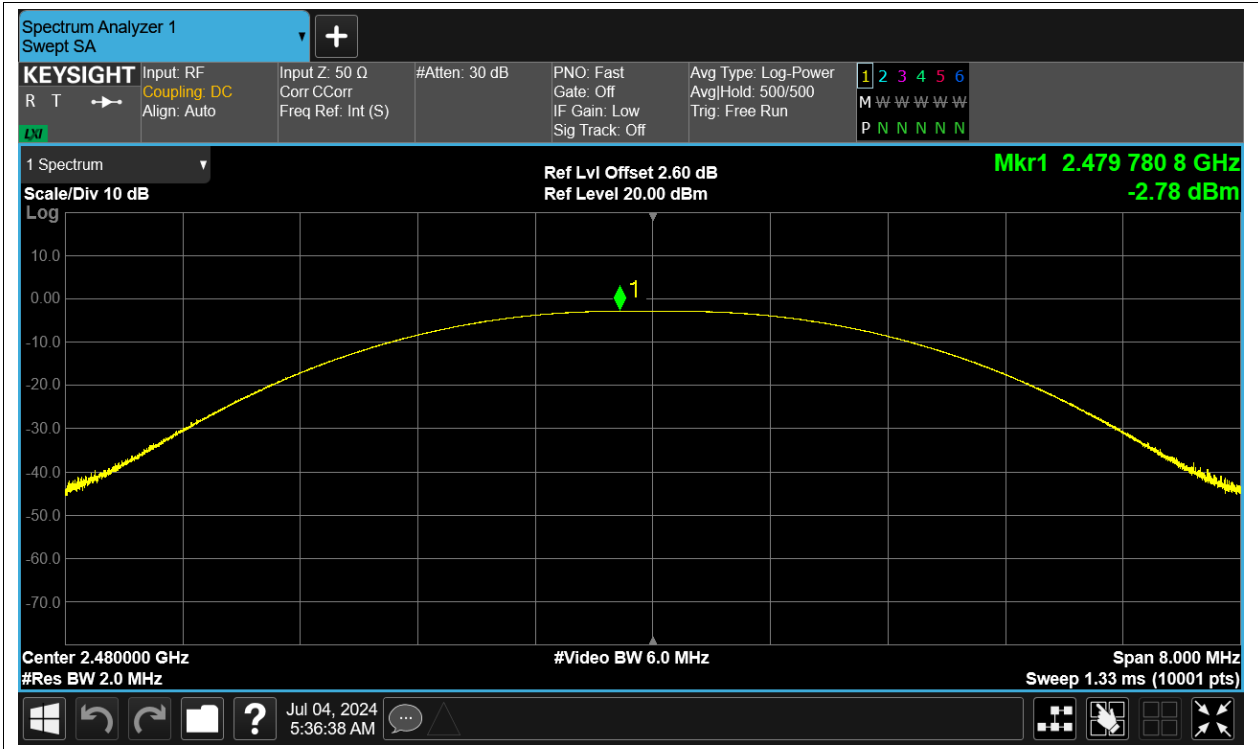 Spectrum Analyzer 1
Swept SA
+
KEYSIGHT
R T
LXI
Input: RF
Coupling: DC
Align: Auto
Input Z: 50 Ω
Corr CCorr
Freq Ref: Int (S)
#Atten: 30 dB
PNO: Fast
Gate: Off
IF Gain: Low
Sig Track: Off
Avg Type: Log-Power
Avg|Hold: 500/500
Trig: Free Run
1 2 3 4 5 6
M W W W W W
P N N N N N
1 Spectrum
Scale/Div 10 dB
Log
Ref Lvl Offset 2.60 dB
Ref Level 20.00 dBm
Mkr1 2.479 780 8 GHz
-2.78 dBm
10.0
0.00
-10.0
-20.0
-30.0
-40.0
-50.0
-60.0
-70.0
1
Center 2.480000 GHz
#Res BW 2.0 MHz
#Video BW 6.0 MHz
Span 8.000 MHz
Sweep 1.33 ms (10001 pts)
?
Jul 04, 2024
5:36:38 AM